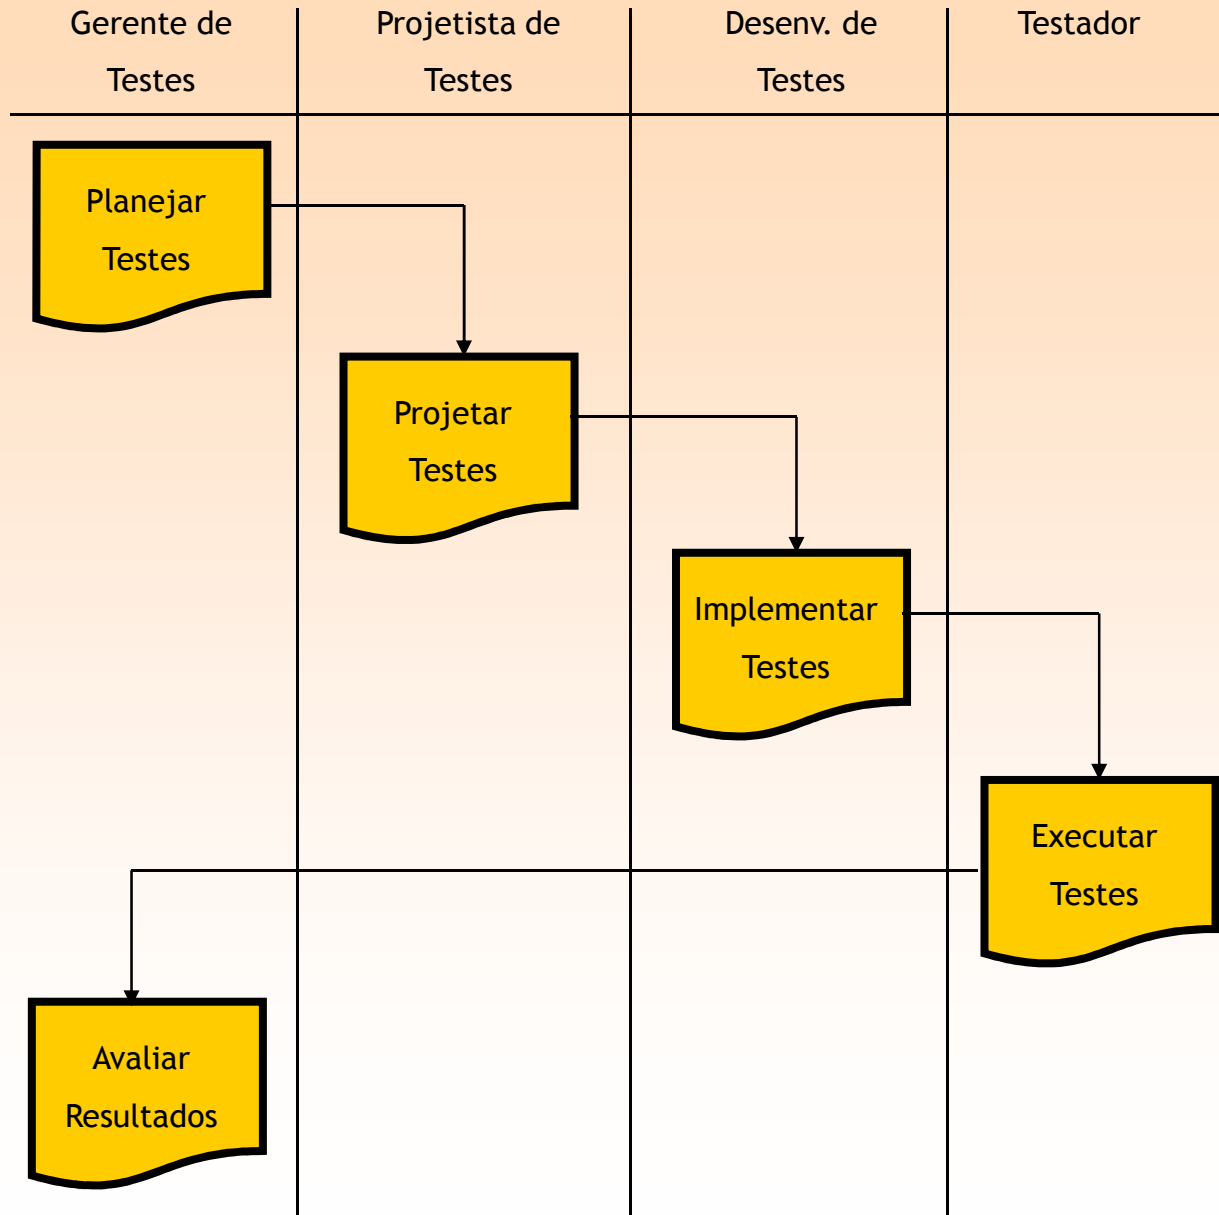 Gerente de
Testes
Projetista de
Testes
Desenv. de
Testes
Testador
Planejar
Testes
Projetar
Testes
Implementar
Testes
Executar
Testes
Avaliar
Resultados